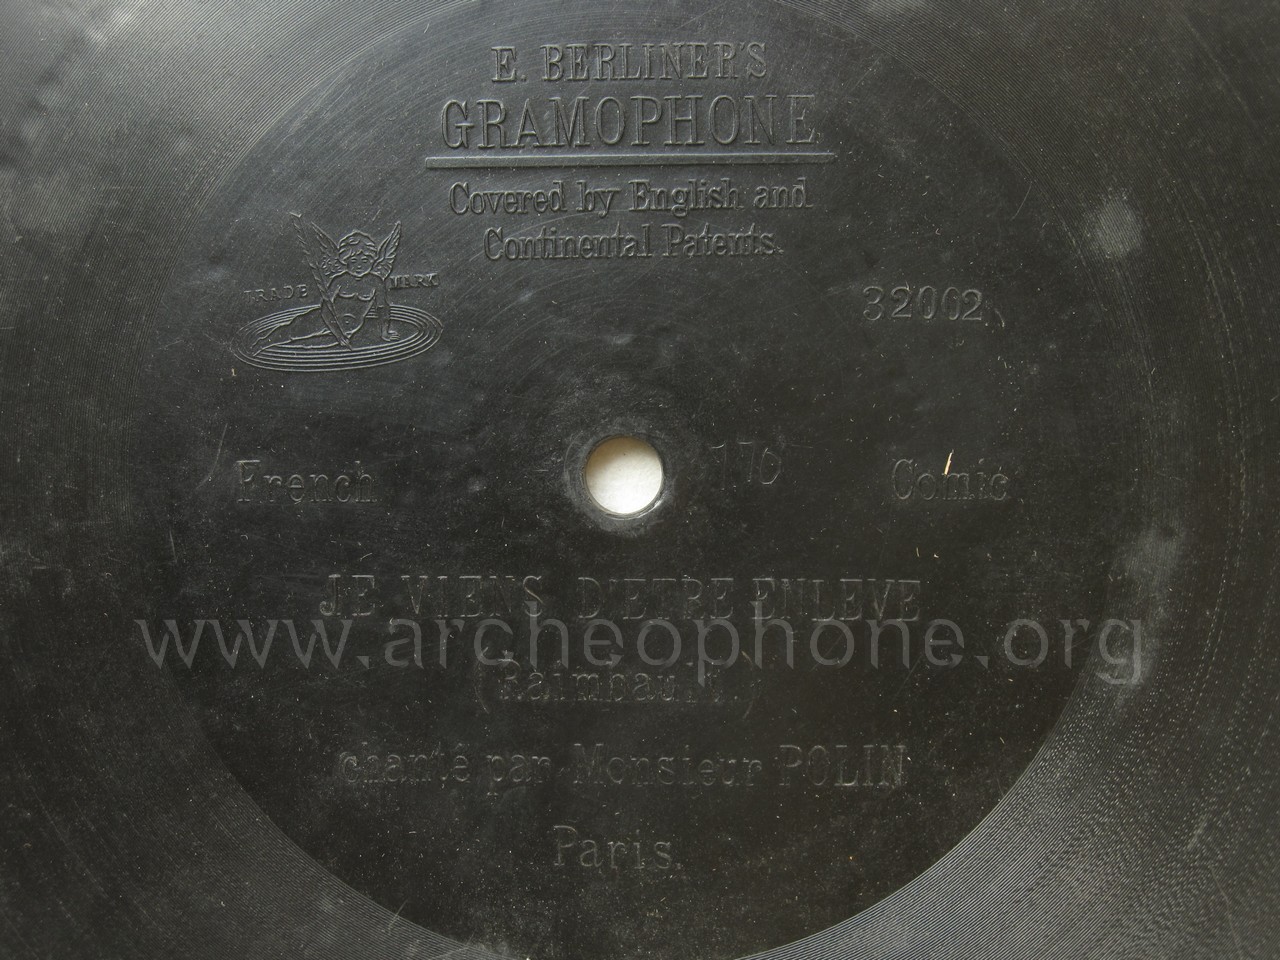 E. BERLINER'S
GRAMOPHONE
Covered by English and
Continental Patents.
TRADE MARK
32002
French
170
Comic
JE VIENS D'ETRE ENLEVE
www.archeophone.org
chanté par Monsieur POLIN
Paris.